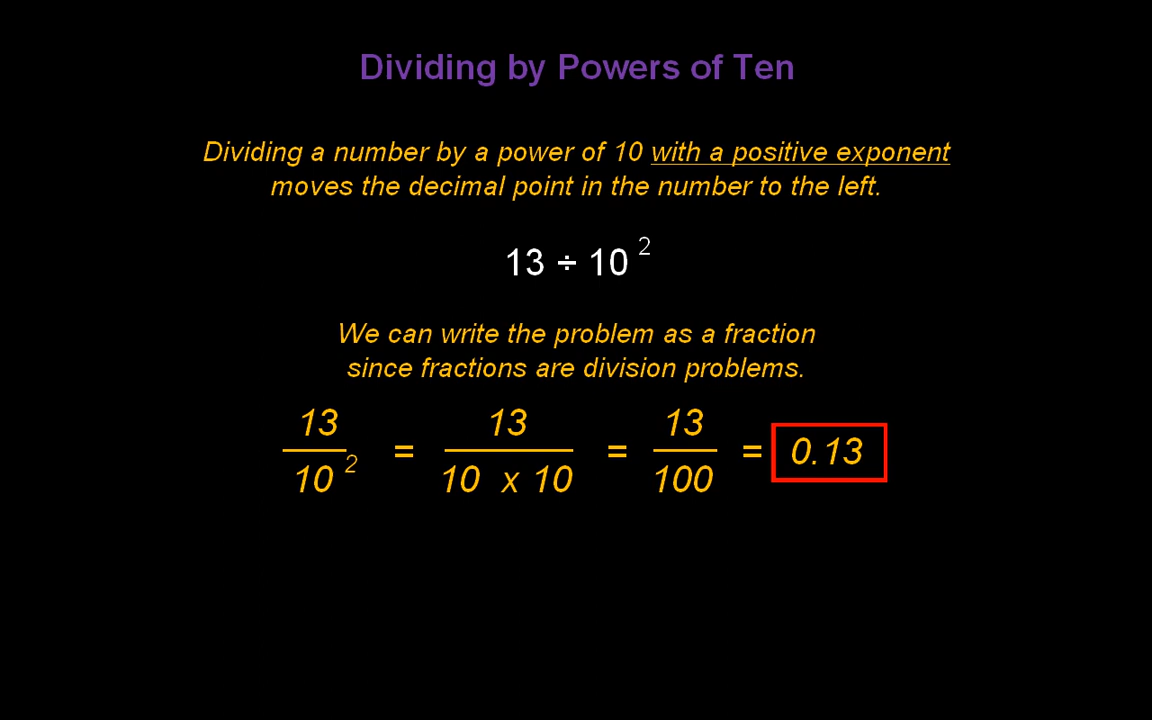 Dividing by Powers of Ten
Dividing a number by a power of 10 with a positive exponent
moves the decimal point in the number to the left.
13 ÷ 10 ²
We can write the problem as a fraction
since fractions are division problems.
13 13 13
= = = 0.13
10 ² 10 x 10 100